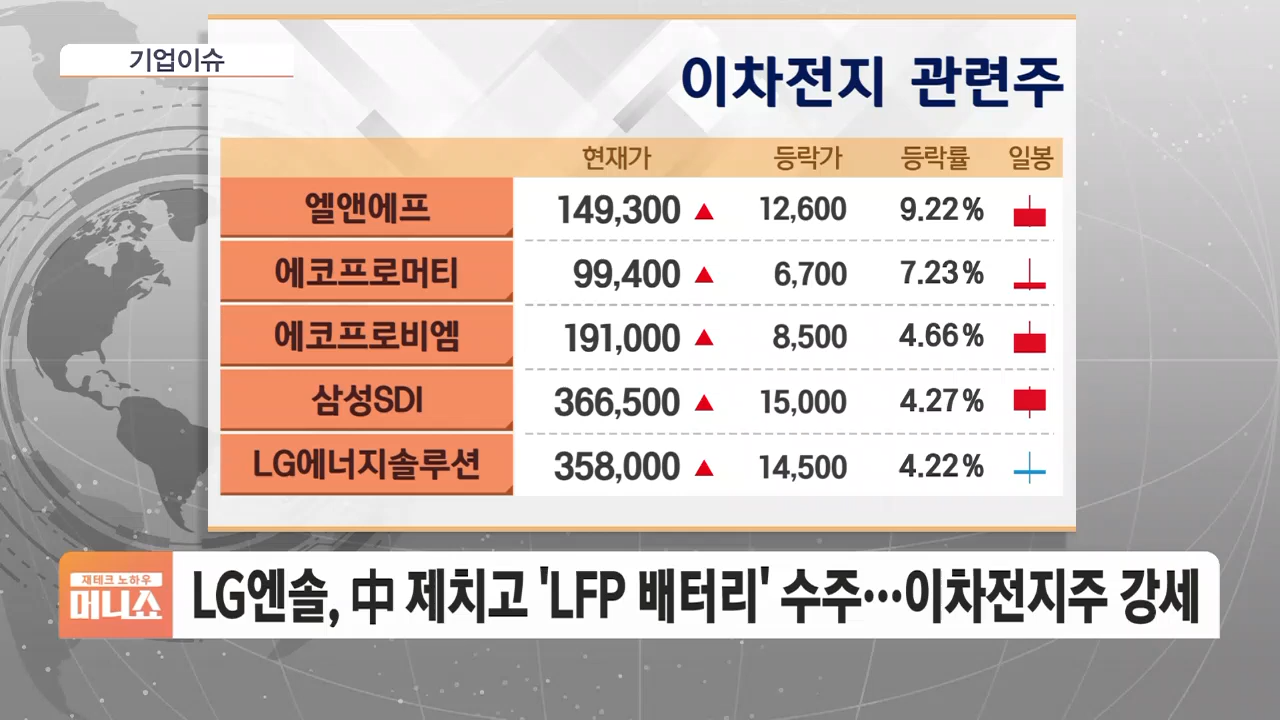 기업이슈
이차전지 관련주
현재가 등락가 등락률 일봉
엘앤에프 149,300 ▲ 12,600 9.22%
에코프로머티 99,400 ▲ 6,700 7.23%
에코프로비엠 191,000 ▲ 8,500 4.66%
삼성SDI 366,500 ▲ 15,000 4.27%
LG에너지솔루션 358,000 ▲ 14,500 4.22%
재테크 노하우
머니쇼
LG엔솔, 中 제치고 'LFP 배터리' 수주…이차전지주 강세